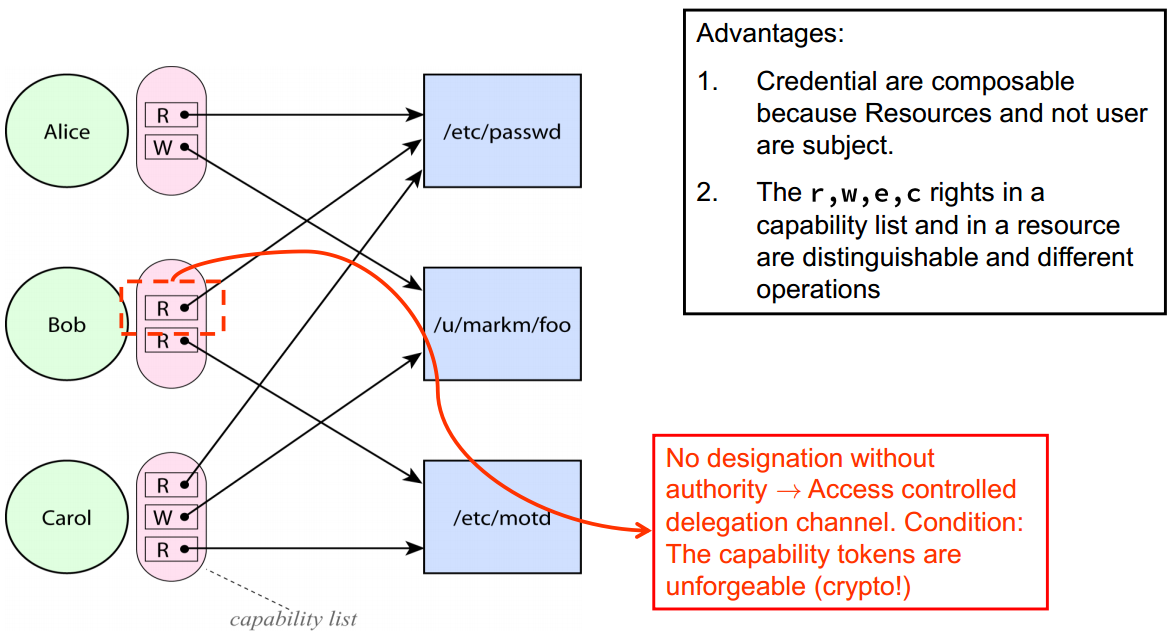 Alice
R
W
/etc/passwd
Bob
R
R
/u/markm/foo
Carol
R
W
R
/etc/motd
capability list
Advantages:
1. Credential are composable
because Resources and not user
are subject.
2. The r,w,e,c rights in a
capability list and in a resource
are distinguishable and different
operations
No designation without
authority → Access controlled
delegation channel. Condition:
The capability tokens are
unforgeable (crypto!)